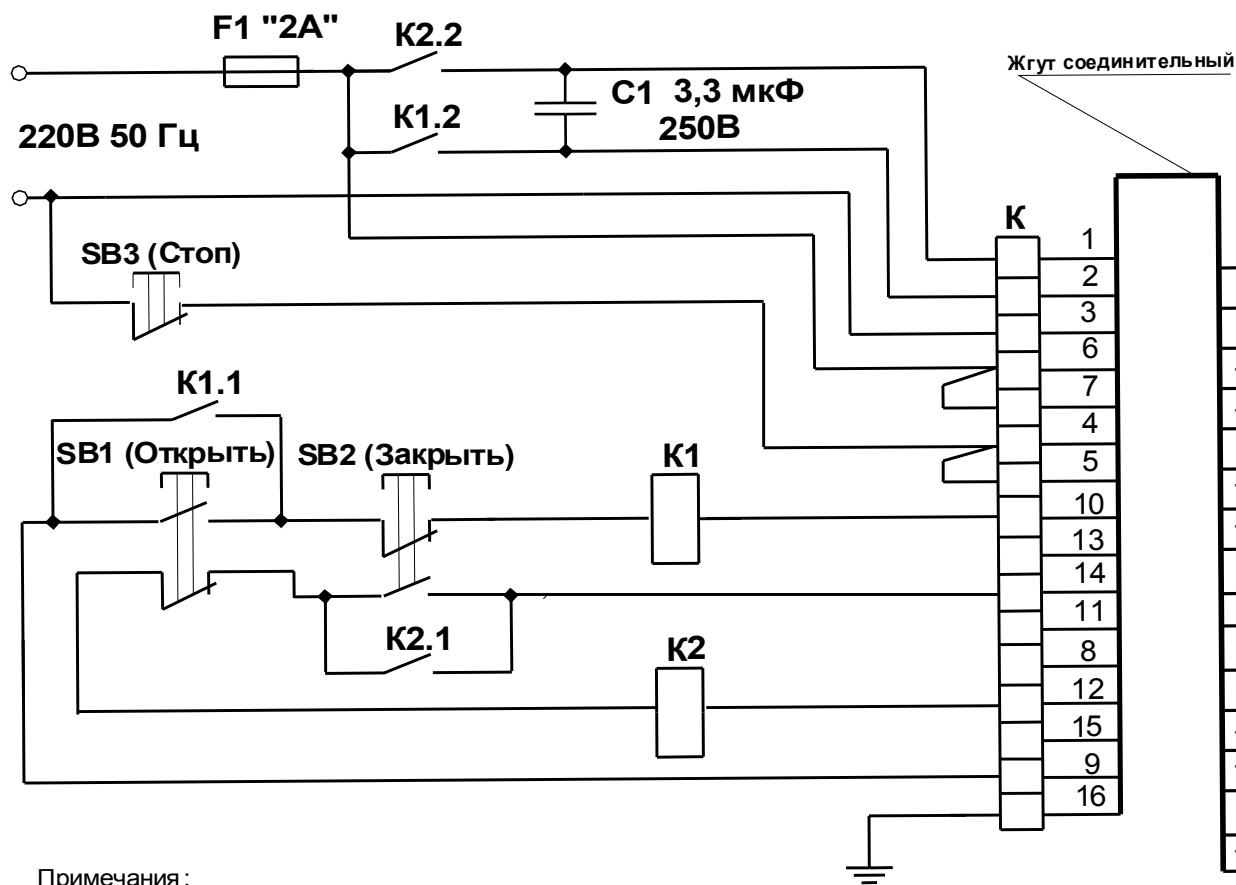 F1 "2А"
К2.2
Жгут соединительный
С1 3,3 мкФ
250В
К1.2
220В 50 Гц
К
SB3 (Стоп)
1
2
3
6
7
4
5
10
13
14
11
8
12
15
9
16
К1.1
SB1 (Открыть)
SB2 (Закрыть)
К1
К2.1
К2
Примечания: